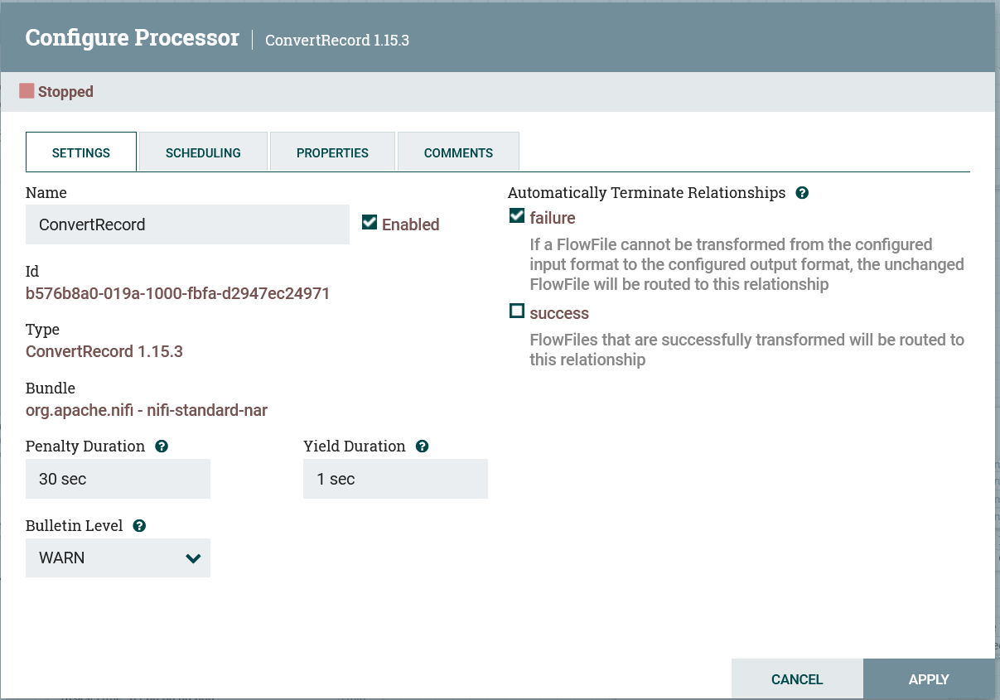 Configure Processor | ConvertRecord 1.15.3
Stopped
SETTINGS SCHEDULING PROPERTIES COMMENTS
Name
ConvertRecord
Enabled
Id
b576b8a0-019a-1000-fbfa-d2947ec24971
Type
ConvertRecord 1.15.3
Bundle
org.apache.nifi - nifi-standard-nar
Penalty Duration
Yield Duration
30 sec
1 sec
Bulletin Level
WARN
Automatically Terminate Relationships
failure
If a FlowFile cannot be transformed from the configured
input format to the configured output format, the unchanged
FlowFile will be routed to this relationship
success
FlowFiles that are successfully transformed will be routed to
this relationship
CANCEL
APPLY